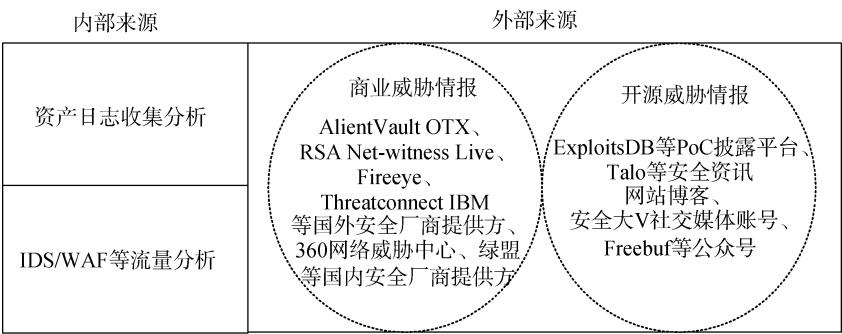 内部来源
外部来源
资产日志收集分析
IDS/WAF等流量分析
商业威胁情报
AlientVault OTX、
RSA Net-witness Live、
Fireeye、
Threatconnect IBM
等国外安全厂商提供方、
360网络威胁中心、绿盟
等国内安全厂商提供方
开源威胁情报
ExploitsDB等PoC披露平台、
Talo等安全资讯
网站博客、
安全大V社交媒体账号、
Freebuf等公众号